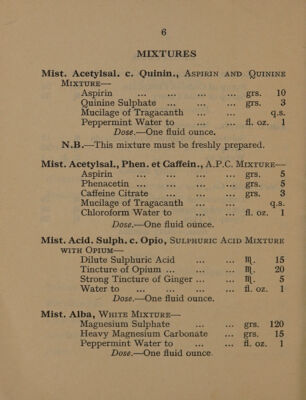 6
MIXTURES
Mist. Acetylsal. c. Quinin., ASPIRIN AND QUININE
MIXTURE—
Aspirin ... ... ... ... grs. 10
Quinine Sulphate ... ... ... grs. 3
Mucilage of Tragacanth ... ... q.s.
Peppermint Water to ... ... fl. oz. 1
Dose.—One fluid ounce.
N.B.—This mixture must be freshly prepared.
Mist. Acetylsal., Phen. et Caffein., A.P.C. MIXTURE—
Aspirin ... ... ... ... grs. 5
Phenacetin ... ... ... ... grs. 5
Caffeine Citrate ... ... ... grs. 3
Mucilage of Tragacanth ... ... q.s.
Chloroform Water to ... ... fl. oz. 1
Dose.—One fluid ounce.
Mist. Acid. Sulph. c. Opio, SULPHURIC ACID MIXTURE
WITH OPIUM—
Dilute Sulphuric Acid ... ... ♏. 15
Tincture of Opium ... ... ... ♏. 20
Strong Tincture of Ginger ... ... ♏. 5
Water to ... ... ... ... fl. oz. 1
Dose.—One fluid ounce.
Mist. Alba, WHITE MIXTURE—
Magnesium Sulphate ... ... grs. 120
Heavy Magnesium Carbonate ... grs. 15
Peppermint Water to ... ... fl. oz. 1
Dose.—One fluid ounce.